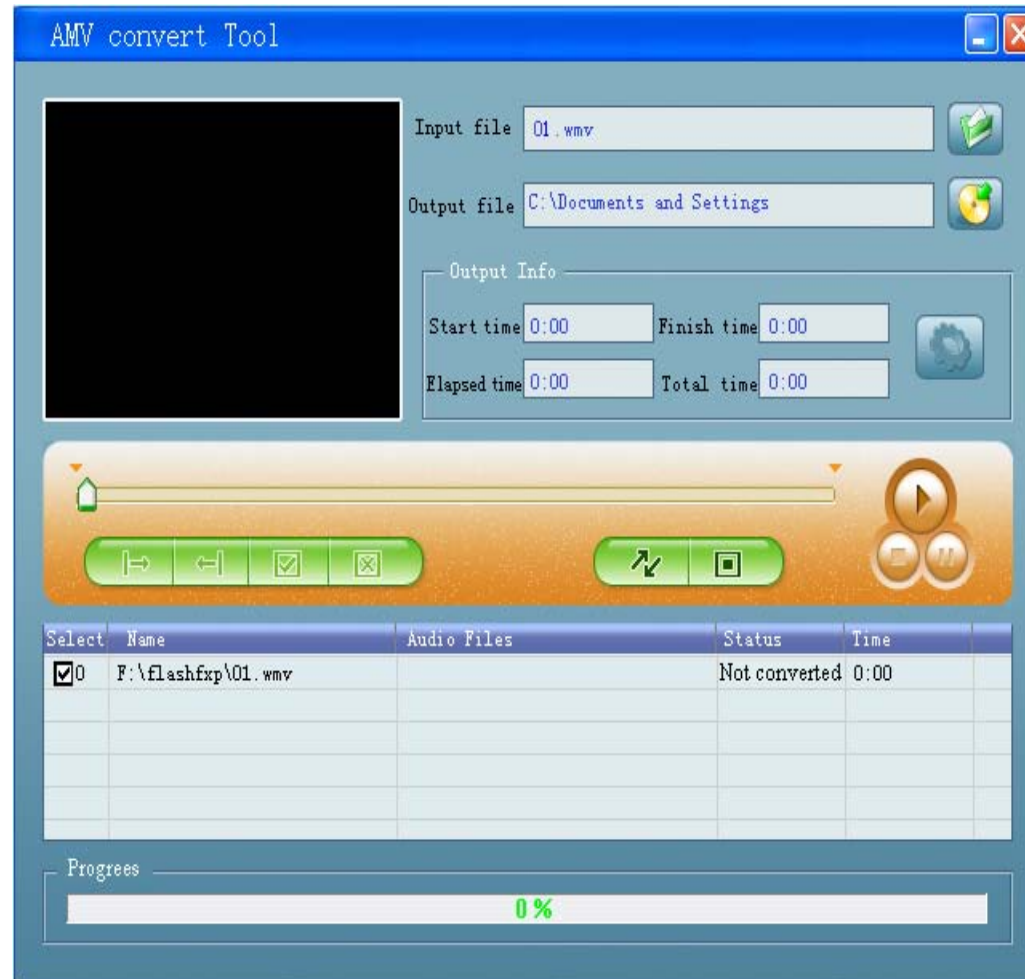 AMV convert Tool
Input file 01.wmv
Output file C:\Documents and Settings
Output Info
Start time 0:00 Finish time 0:00
Elapsed time 0:00 Total time 0:00
Select Name Audio Files Status Time
0 F:\flashfxp\01.wmv Not converted 0:00
Progrees
0%